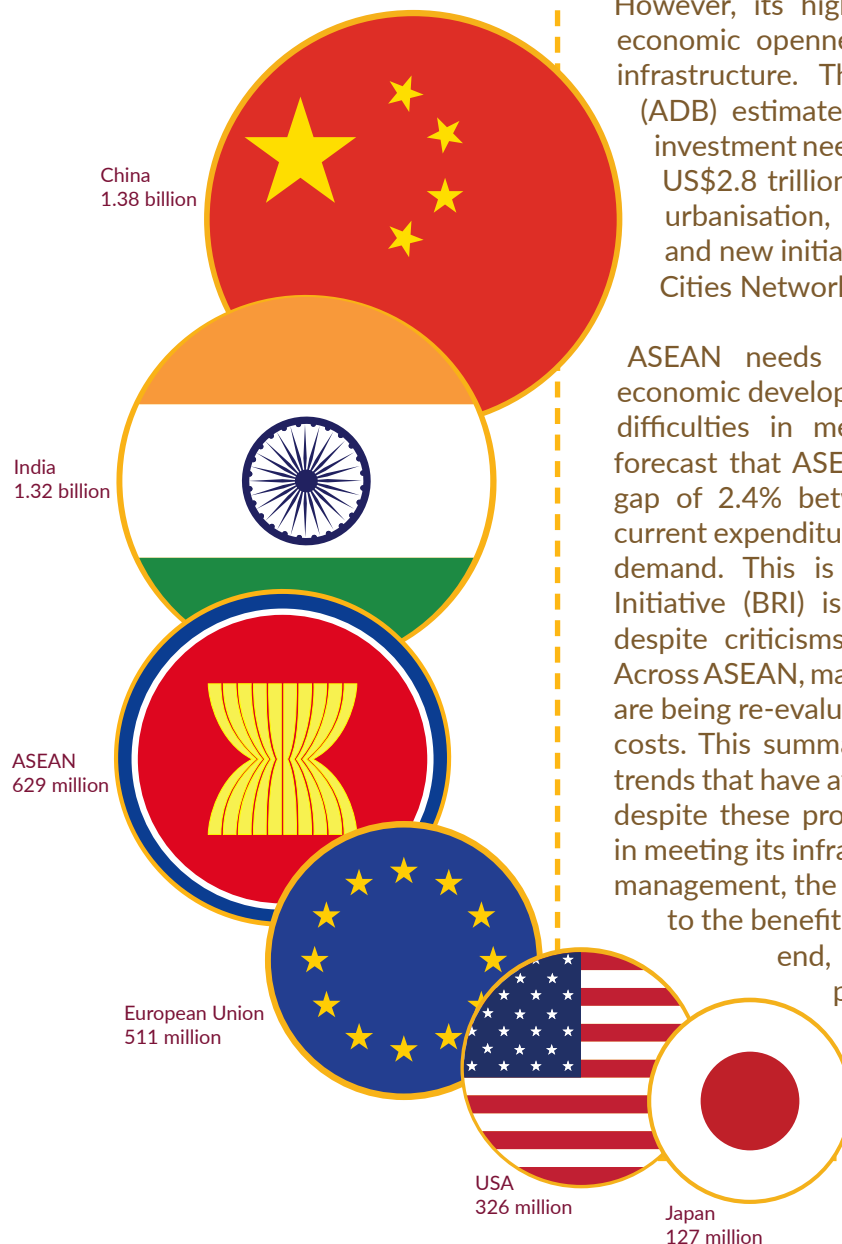 China
1.38 billion
India
1.32 billion
ASEAN
629 million
European Union
511 million
USA
326 million
Japan
127 million
However, its hig
economic openne
infrastructure. Th
(ADB) estimate
investment nee
US$2.8 trillion
urbanisation,
and new initia
Cities Network
ASEAN needs
economic develop
difficulties in me
forecast that ASE
gap of 2.4% betw
current expenditu
demand. This is
Initiative (BRI) is
despite criticisms
Across ASEAN, ma
are being re-evalu
costs. This summa
trends that have a
despite these pro
in meeting its infra
management, the
to the benefit
end,
p